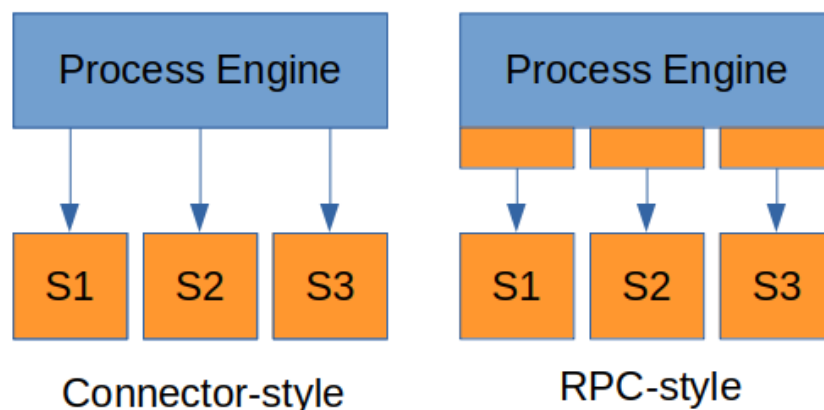 Process Engine
S1 S2 S3
Connector-style
Process Engine
S1 S2 S3
RPC-style